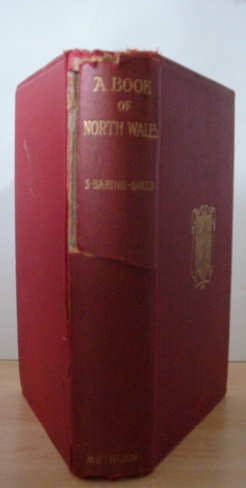 A BOOK
OF
NORTH WALES
S·BARING-GOULD
METHUEN